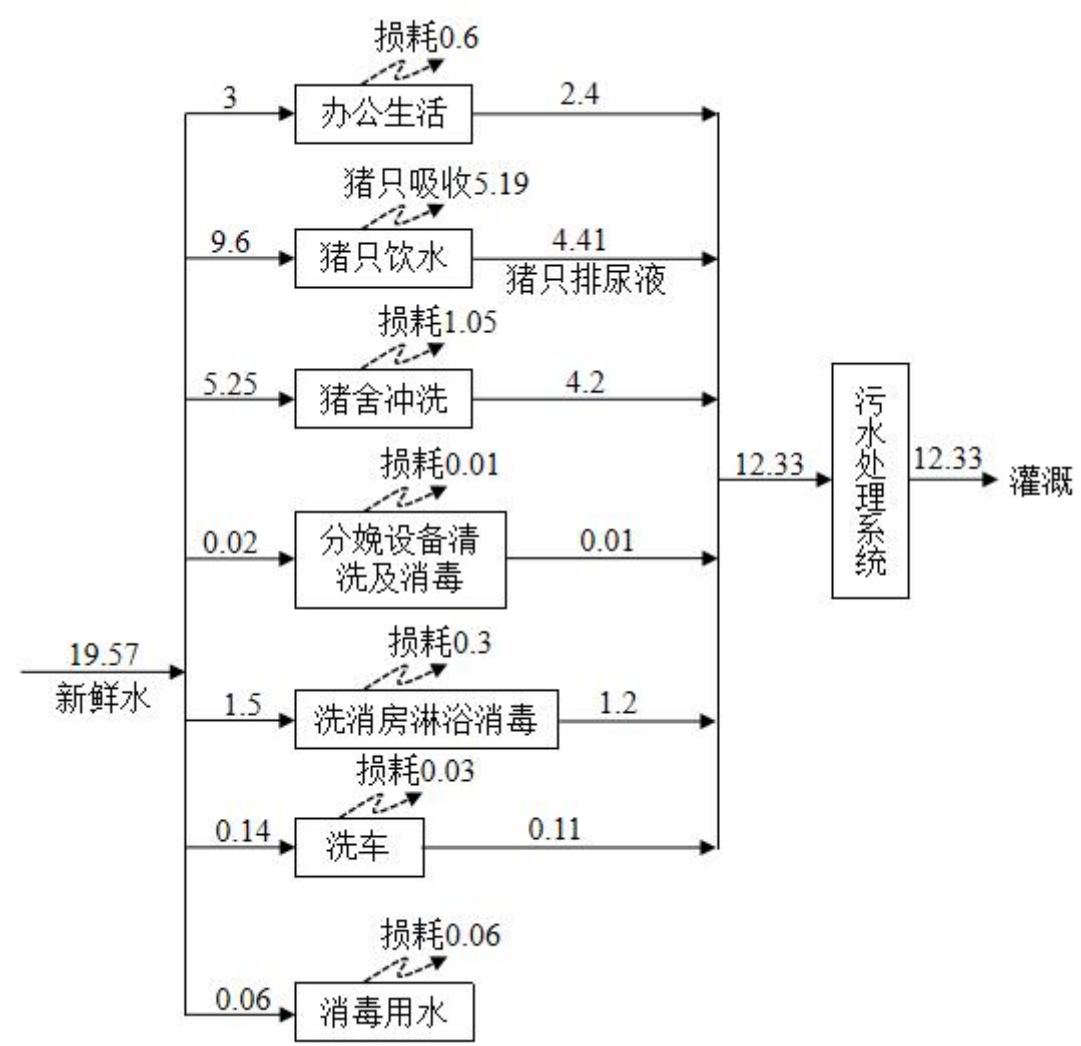 损耗0.6
3
办公生活
2.4
猪只吸收5.19
9.6
猪只饮水
4.41
猪只排尿液
损耗1.05
5.25
猪舍冲洗
4.2
损耗0.01
0.02
分娩设备清
洗及消毒
0.01
12.33
污水处理系统
12.33
灌溉
19.57
新鲜水
损耗0.3
1.5
洗消房淋浴消毒
1.2
损耗0.03
0.14
洗车
0.11
损耗0.06
0.06
消毒用水